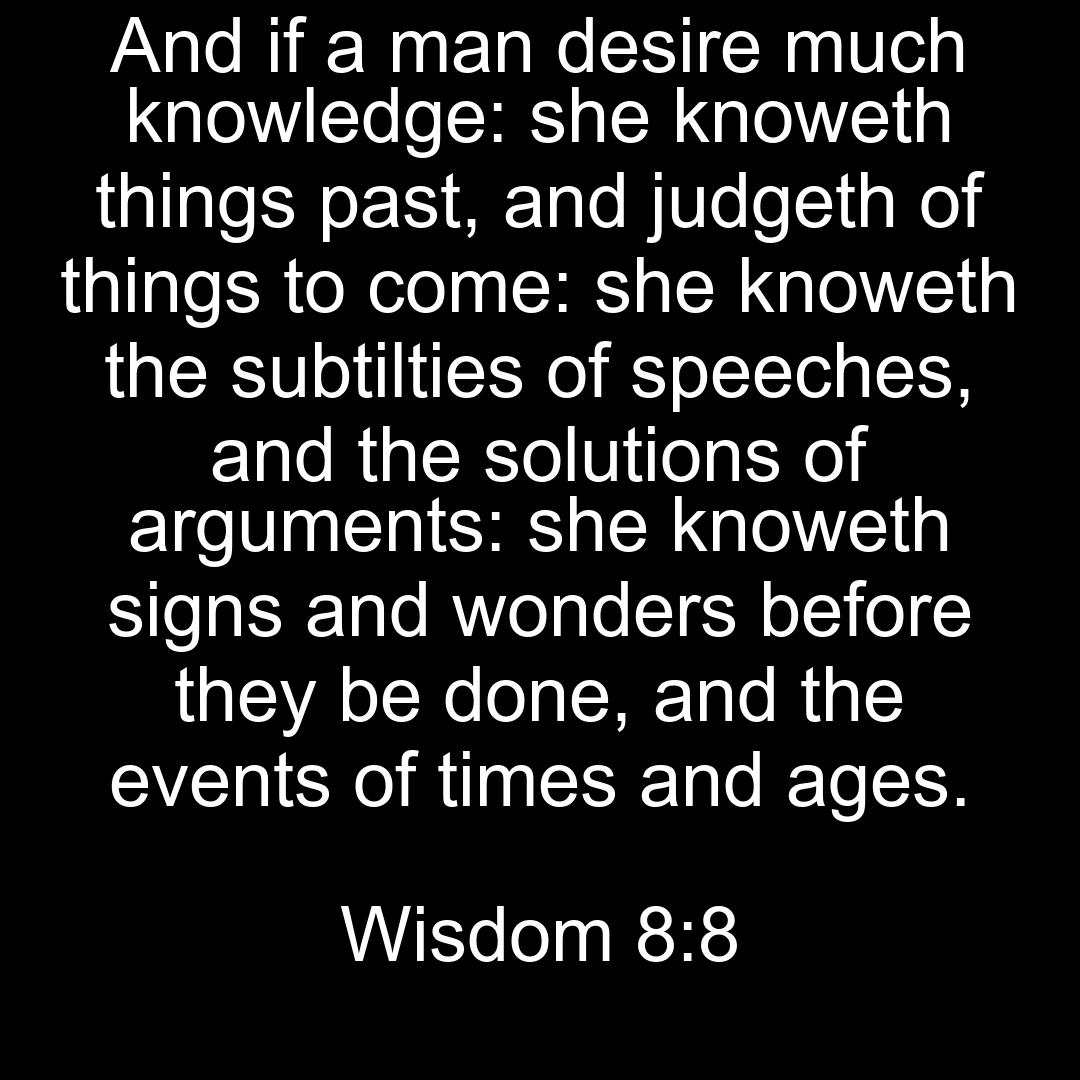 And if a man desire much
knowledge: she knoweth
things past, and judgeth of
things to come: she knoweth
the subtilties of speeches,
and the solutions of
arguments: she knoweth
signs and wonders before
they be done, and the
events of times and ages.
Wisdom 8:8